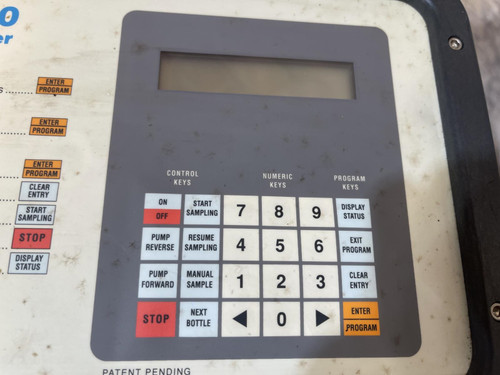 O
er
s
ENTER
PROGRAM
ENTER
PROGRAM
ENTER
PROGRAM
CLEAR
ENTRY
START
SAMPLING
STOP
DISPLAY
STATUS
CONTROL
KEYS
NUMERIC
KEYS
PROGRAM
KEYS
ON
OFF
START
SAMPLING
7 8 9
DISPLAY
STATUS
PUMP
REVERSE
RESUME
SAMPLING
4 5 6
EXIT
PROGRAM
PUMP
FORWARD
MANUAL
SAMPLE
1 2 3
CLEAR
ENTRY
STOP
NEXT
BOTTLE
◀ 0 ▶
ENTER
PROGRAM
PATENT PENDING